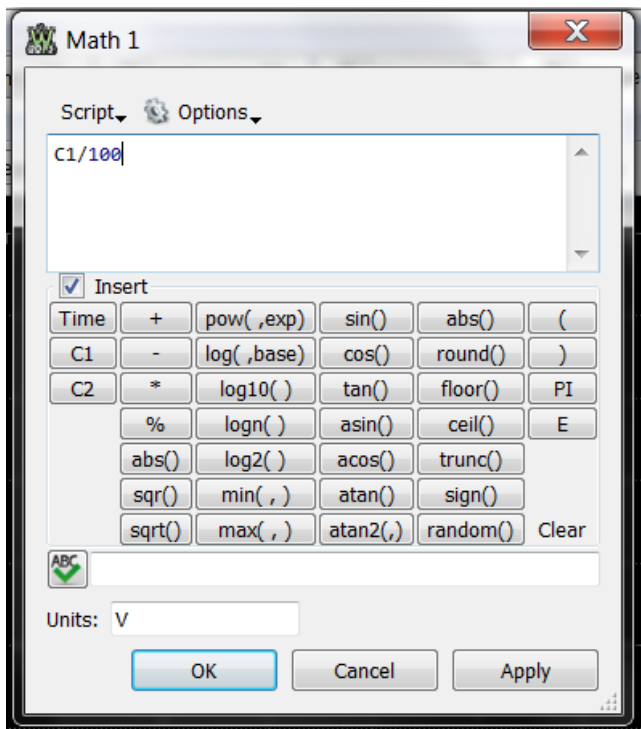 Math 1
X
Script Options
C1/100
Insert
Time + pow( ,exp) sin() abs() (
C1 - log( ,base) cos() round() )
C2 * log10( ) tan() floor() PI
% logn( ) asin() ceil() E
abs() log2( ) acos() trunc()
sqr() min( , ) atan() sign()
sqrt() max( , ) atan2(,) random() Clear
ABC
Units: V
OK Cancel Apply